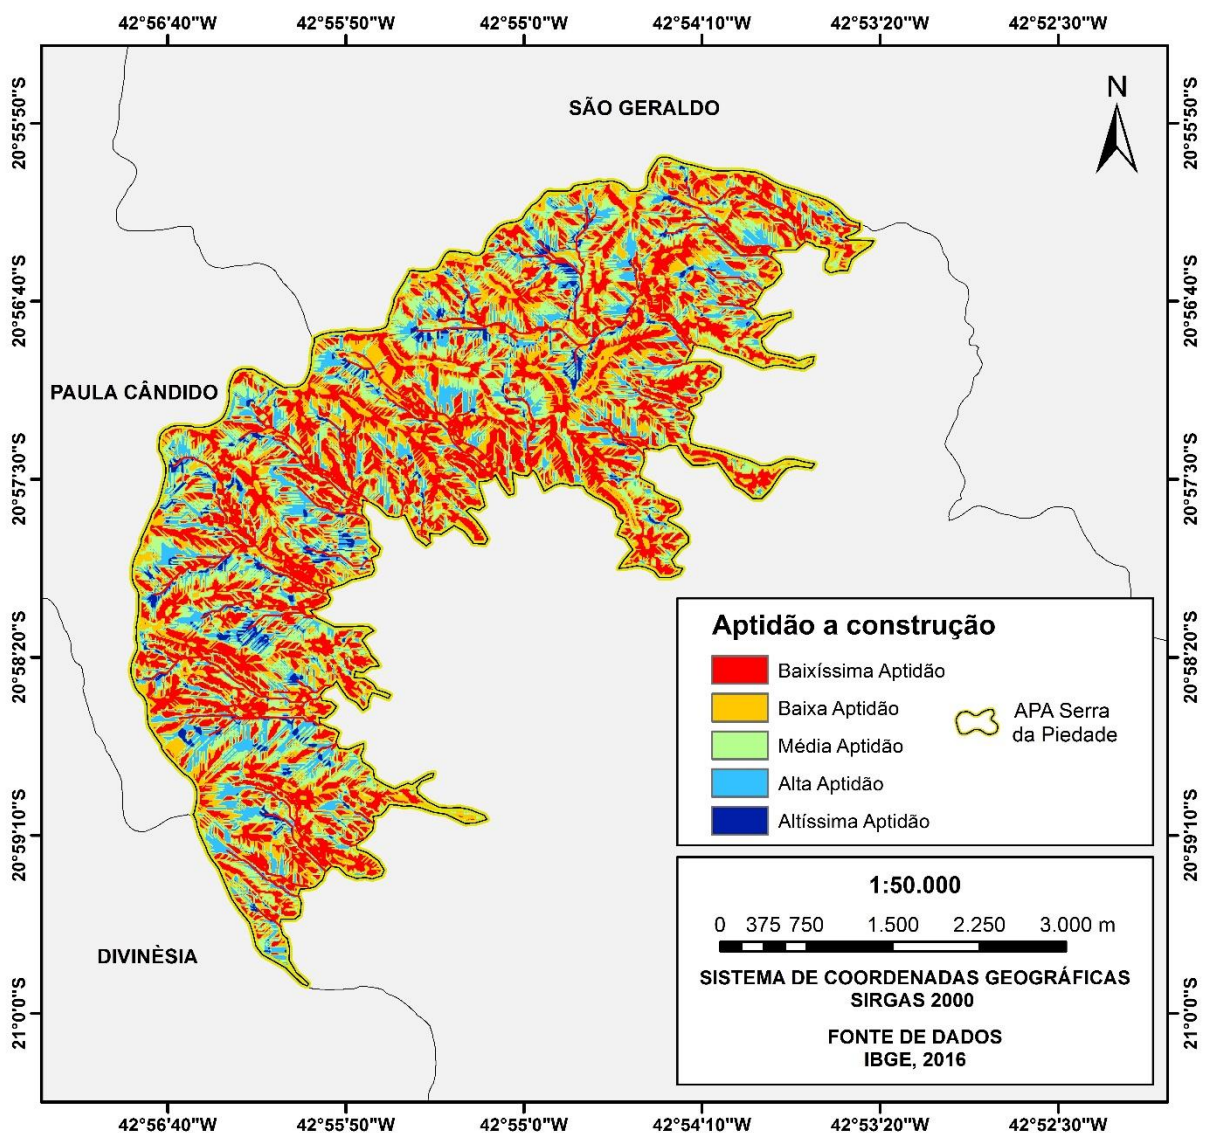 42°56'40"W 42°55'50"W 42°55'0"W 42°54'10"W 42°53'20"W 42°52'30"W
N
SÃO GERALDO
20°55'50"S
20°55'50"S
20°56'40"S
20°56'40"S
PAULA CÂNDIDO
20°57'30"S
20°57'30"S
20°58'20"S
20°58'20"S
Aptidão a construção
Baixíssima Aptidão
Baixa Aptidão
Média Aptidão
Alta Aptidão
Altíssima Aptidão
APA Serra
da Piedade
20°59'10"S
20°59'10"S
1:50.000
0 375 750 1.500 2.250 3.000 m
SISTEMA DE COORDENADAS GEOGRÁFICAS
SIRGAS 2000
FONTE DE DADOS
IBGE, 2016
DIVINÈSIA
21°0'0"S
21°0'0"S
42°56'40"W 42°55'50"W 42°55'0"W 42°54'10"W 42°53'20"W 42°52'30"W